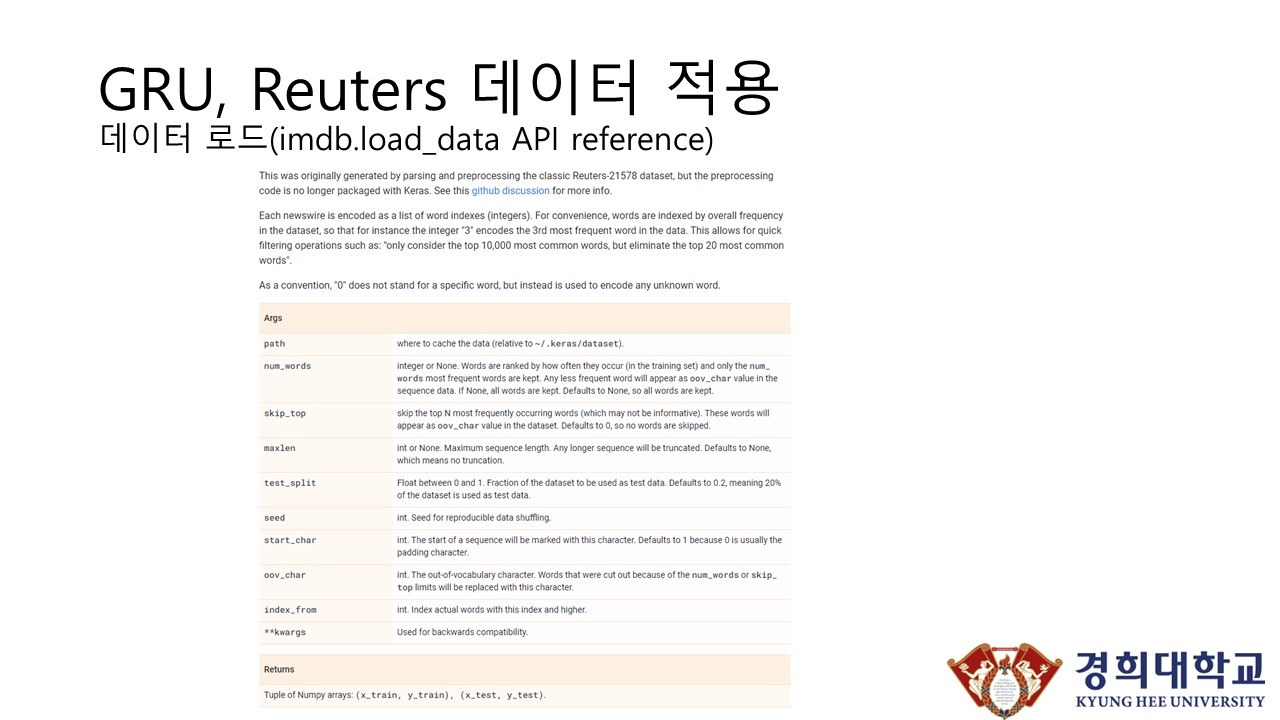 GRU, Reuters 데이터 적용
데이터 로드(imdb.load_data API reference)
This was originally generated by parsing and preprocessing the classic Reuters-21578 dataset, but the preprocessing
code is no longer packaged with Keras. See this github discussion for more info.
Each newswire is encoded as a list of word indexes (integers). For convenience, words are indexed by overall frequency
in the dataset, so that for instance the integer "3" encodes the 3rd most frequent word in the data. This allows for quick
filtering operations such as: "only consider the top 10,000 most common words, but eliminate the top 20 most common
words".
As a convention, "0" does not stand for a specific word, but instead is used to encode any unknown word.
Args
path where to cache the data (relative to ~/.keras/dataset).
num_words integer or None. Words are ranked by how often they occur (in the training set) and only the num_
words most frequent words are kept. Any less frequent word will appear as oov_char value in the
sequence data. If None, all words are kept. Defaults to None, so all words are kept.
skip_top skip the top N most frequently occurring words (which may not be informative). These words will
appear as oov_char value in the dataset. Defaults to 0, so no words are skipped.
maxlen int or None. Maximum sequence length. Any longer sequence will be truncated. Defaults to None,
which means no truncation.
test_split Float between 0 and 1. Fraction of the dataset to be used as test data. Defaults to 0.2, meaning 20%
of the dataset is used as test data.
seed int. Seed for reproducible data shuffling.
start_char int. The start of a sequence will be marked with this character. Defaults to 1 because 0 is usually the
padding character.
oov_char int. The out-of-vocabulary character. Words that were cut out because of the num_words or skip_
top limits will be replaced with this character.
index_from int. Index actual words with this index and higher.
**kwargs Used for backwards compatibility.
Returns
Tuple of Numpy arrays: (x_train, y_train), (x_test, y_test).
경희대학교
KYUNG HEE UNIVERSITY